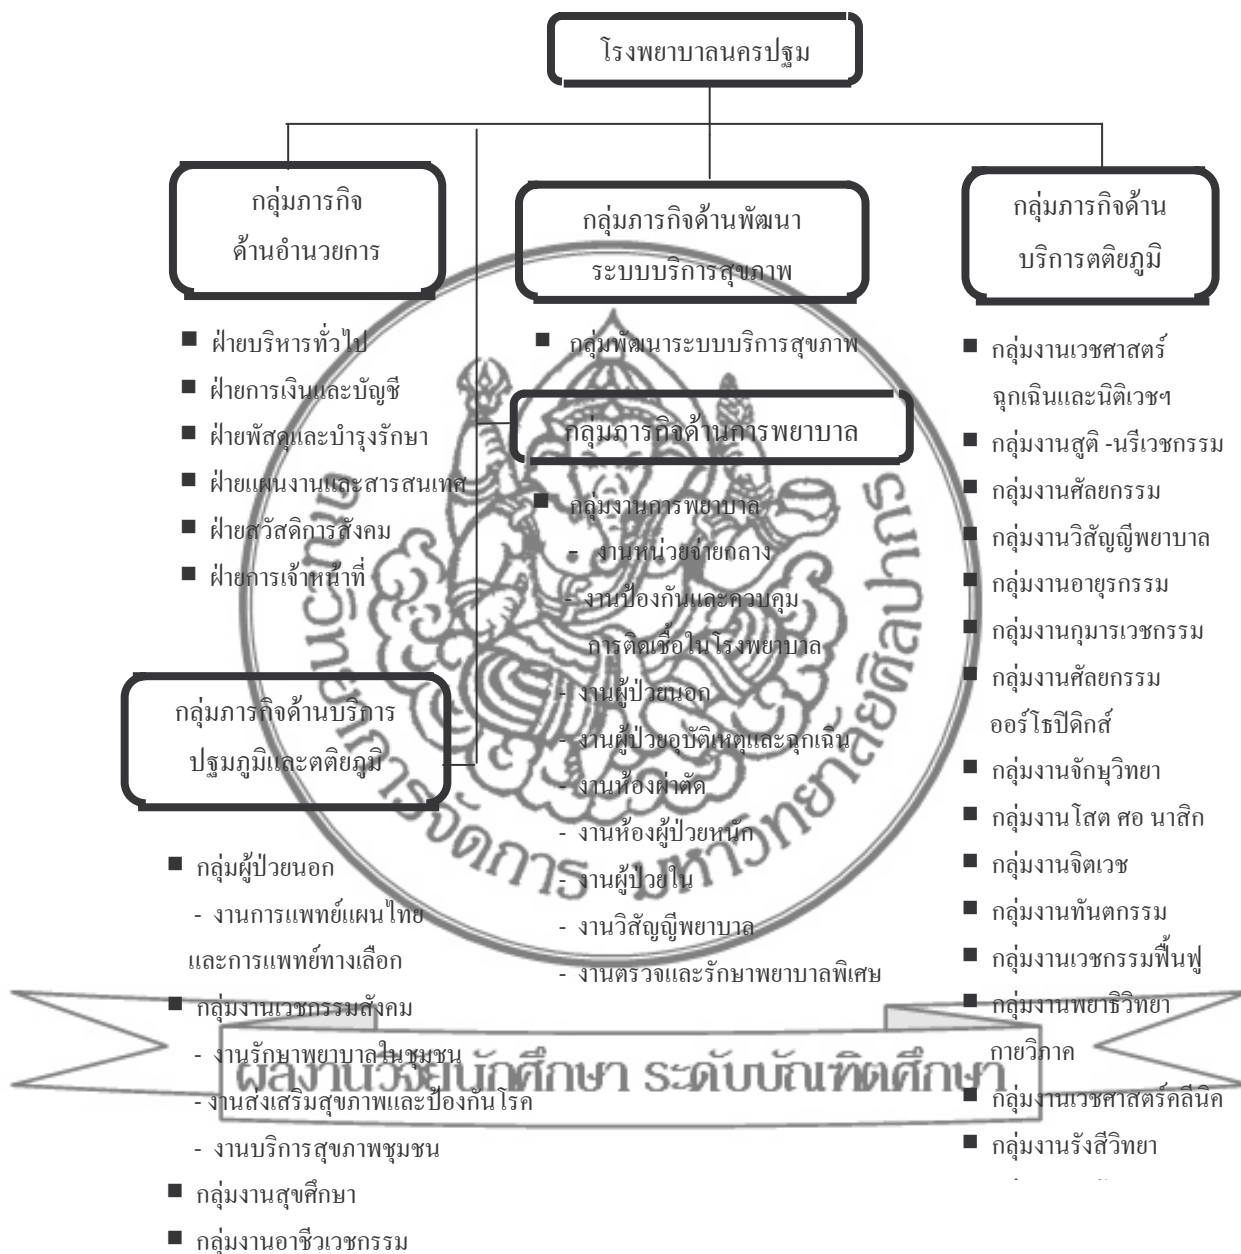 โรงพยาบาลนครปฐม
กลุ่มภารกิจ
ด้านอำนวยการ
■ ฝ่ายบริหารทั่วไป
■ ฝ่ายการเงินและบัญชี
■ ฝ่ายพัสดุและบำรุงรักษา
■ ฝ่ายแผนงานและสารสนเทศ
■ ฝ่ายสวัสดิการสังคม
■ ฝ่ายการเจ้าหน้าที่
กลุ่มภารกิจด้านบริการ
ปฐมภูมิและตติยภูมิ
■ กลุ่มผู้ป่วยนอก
- งานการแพทย์แผนไทย
และการแพทย์ทางเลือก
■ กลุ่มงานเวชกรรมสังคม
- งานรักษาพยาบาลในชุมชน
- งานส่งเสริมสุขภาพและป้องกันโรค
- งานบริการสุขภาพชุมชน
■ กลุ่มงานสุขศึกษา
■ กลุ่มงานอาชีวเวชกรรม
กลุ่มภารกิจด้านพัฒนา
ระบบบริการสุขภาพ
■ กลุ่มพัฒนาระบบบริการสุขภาพ
กลุ่มภารกิจด้านการพยาบาล
■ กลุ่มงานการพยาบาล
- งานหน่วยจ่ายกลาง
- งานป้องกันและควบคุม
การติดเชื้อในโรงพยาบาล
- งานผู้ป่วยนอก
- งานผู้ป่วยอุบัติเหตุและฉุกเฉิน
- งานห้องผ่าตัด
- งานห้องผู้ป่วยหนัก
- งานผู้ป่วยใน
- งานวิสัญญีพยาบาล
- งานตรวจและรักษาพยาบาลพิเศษ
กลุ่มภารกิจด้าน
บริการตติยภูมิ
■ กลุ่มงานเวชศาสตร์
ฉุกเฉินและนิติเวชฯ
■ กลุ่มงานสูติ -นรีเวชกรรม
■ กลุ่มงานศัลยกรรม
■ กลุ่มงานวิสัญญีพยาบาล
■ กลุ่มงานอายุรกรรม
■ กลุ่มงานกุมารเวชกรรม
■ กลุ่มงานศัลยกรรม
ออร์โธปิดิกส์
■ กลุ่มงานจักษุวิทยา
■ กลุ่มงานโสต ศอ นาสิก
■ กลุ่มงานจิตเวช
■ กลุ่มงานทันตกรรม
■ กลุ่มงานเวชกรรมฟื้นฟู
■ กลุ่มงานพยาธิวิทยา
กายวิภาค
■ กลุ่มงานเวชศาสตร์คลีนิค
■ กลุ่มงานรังสีวิทยา
มหาวิทยาลัยศิลปากร
ผลงานวิจัยนักศึกษา ระดับบัณฑิตศึกษา